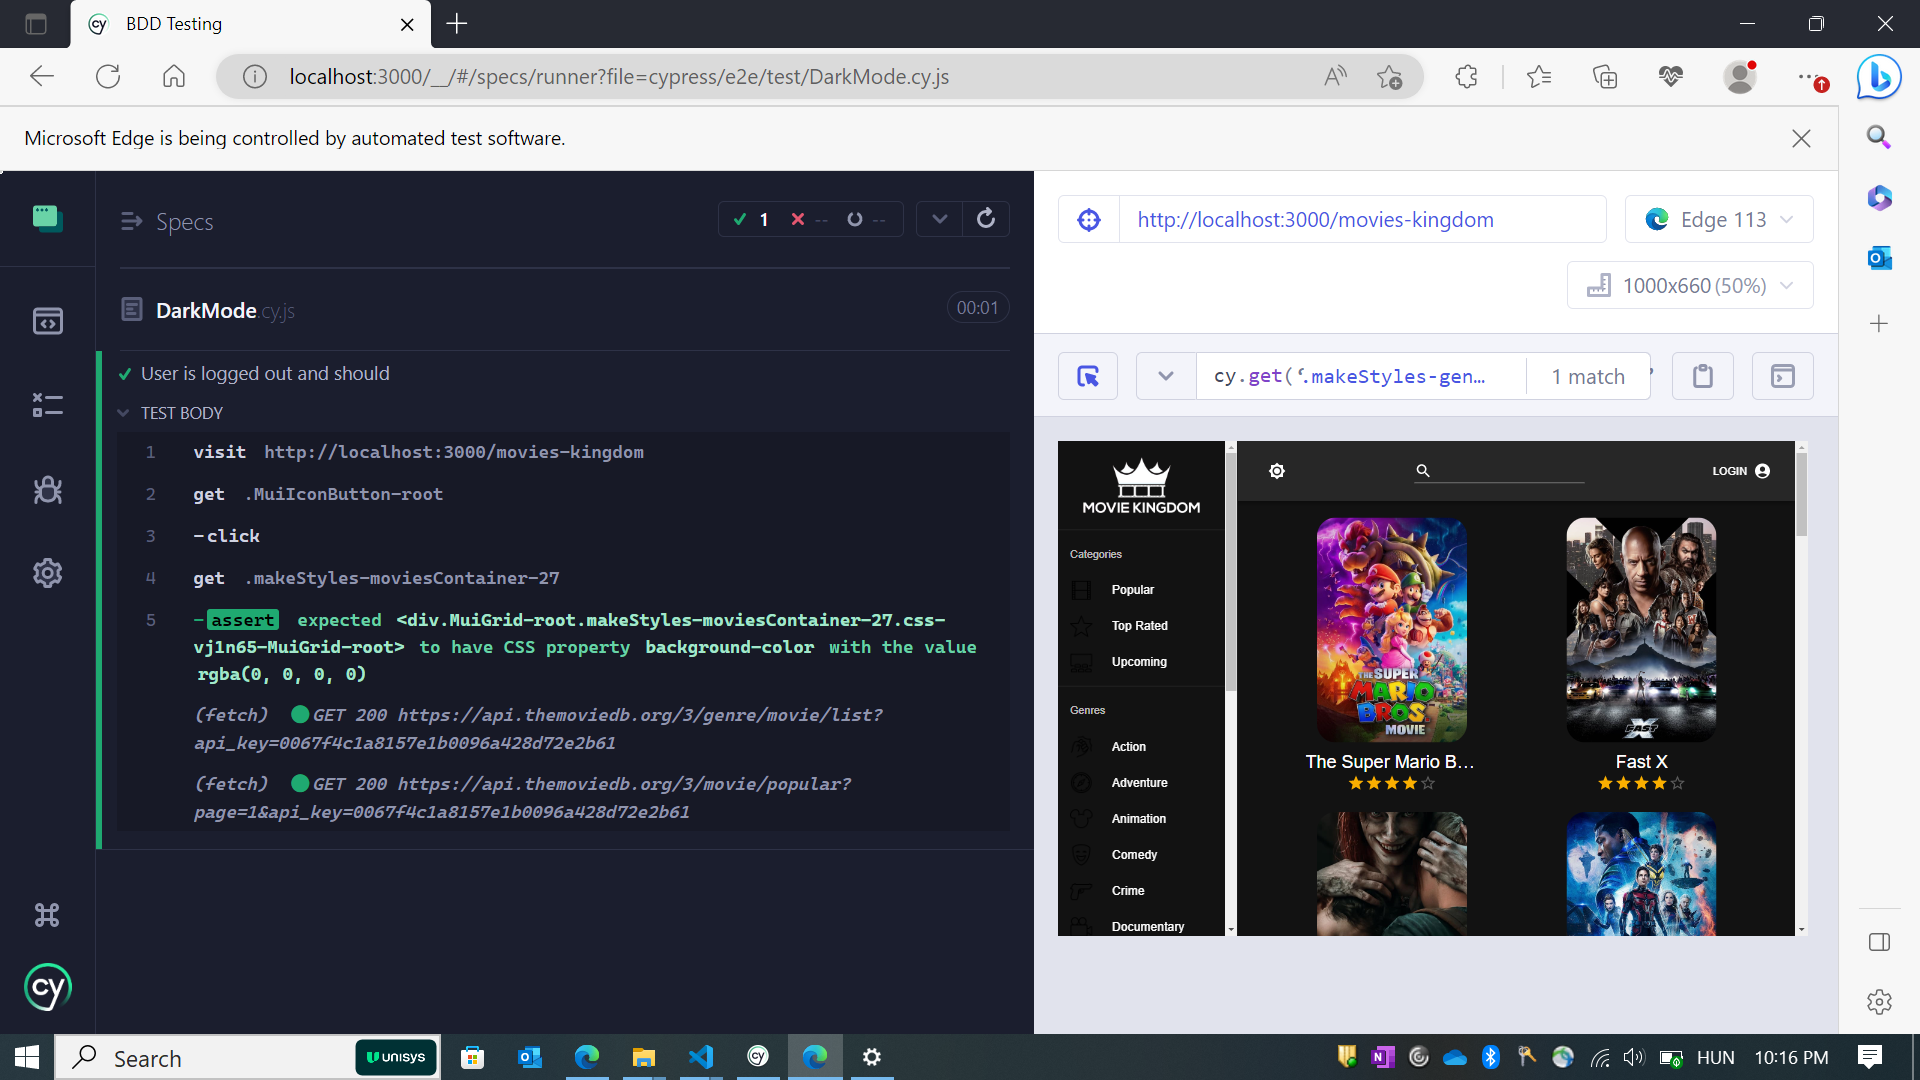 BDD Testing
localhost:3000/__/#/specs/runner?file=cypress/e2e/test/DarkMode.cy.js
Microsoft Edge is being controlled by automated test software.
Specs
1 -- --
DarkMode.cy.js
00:01
User is logged out and should
TEST BODY
1 visit http://localhost:3000/movies-kingdom
2 get .MuiIconButton-root
3 -click
4 get .makeStyles-moviesContainer-27
5 -assert expected <div.MuiGrid-root.makeStyles-moviesContainer-27.css-
vj1n65-MuiGrid-root> to have CSS property background-color with the value
rgba(0, 0, 0, 0)
(fetch) GET 200 https://api.themoviedb.org/3/genre/movie/list?
api_key=0067f4c1a8157e1b0096a428d72e2b61
(fetch) GET 200 https://api.themoviedb.org/3/movie/popular?
page=1&api_key=0067f4c1a8157e1b0096a428d72e2b61
cy
http://localhost:3000/movies-kingdom
Edge 113
1000x660 (50%)
cy.get('.makeStyles-gen…
1 match
MOVIE KINGDOM
LOGIN
Categories
Popular
Top Rated
Upcoming
Genres
Action
Adventure
Animation
Comedy
Crime
Documentary
THE SUPER
MARIO
BROS.
MOVIE
The Super Mario B…
FAST X
Fast X
Search
UNISYS
HUN
10:16 PM